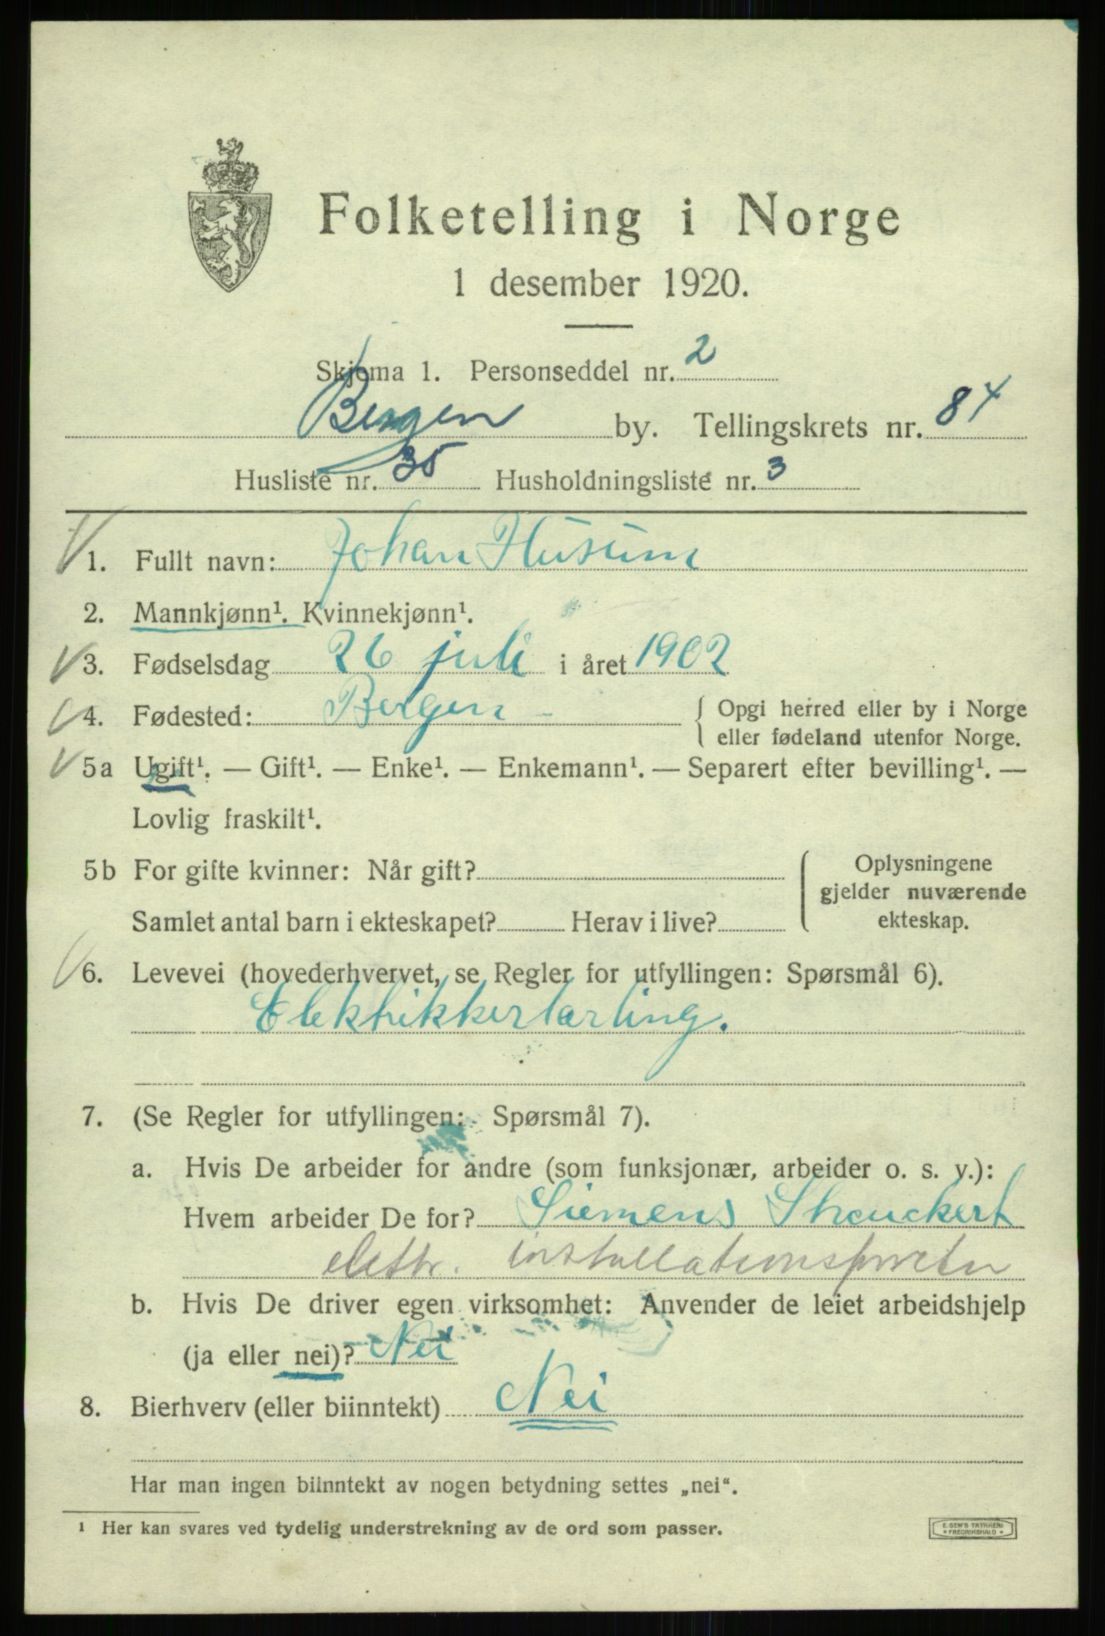 Folketelling i Norge
1 desember 1920.
Skjema 1. Personseddel nr. 2
Bergen by. Tellingskrets nr. 84
Husliste nr. 35 Husholdningsliste nr. 3
1. Fullt navn: Johan Husum
2. Mannkjønn¹. Kvinnekjønn¹.
3. Fødselsdag 26 juli i året 1902
4. Fødested: Bergen - { Opgi herred eller by i Norge
eller fødeland utenfor Norge.
5a Ugift¹. — Gift¹. — Enke¹. — Enkemann¹. — Separert efter bevilling¹. —
Lovlig fraskilt¹.
5b For gifte kvinner: Når gift? { Oplysningene
gjelder nuværende
Samlet antal barn i ekteskapet? Herav i live? ekteskap.
6. Levevei (hovederhvervet, se Regler for utfyllingen: Spørsmål 6).
Elektrikkerlærling.
7. (Se Regler for utfyllingen: Spørsmål 7).
a. Hvis De arbeider for andre (som funksjonær, arbeider o. s. v.):
Hvem arbeider De for? Siemens Sheuckert
elektr. installations
b. Hvis De driver egen virksomhet: Anvender de leiet arbeidshjelp
(ja eller nei)? Nei
8. Bierhverv (eller biinntekt) Nei
Har man ingen biinntekt av nogen betydning settes „nei“.
¹ Her kan svares ved tydelig understrekning av de ord som passer.
E. SEM'S TRYKKERI
FREDRIKSHALD